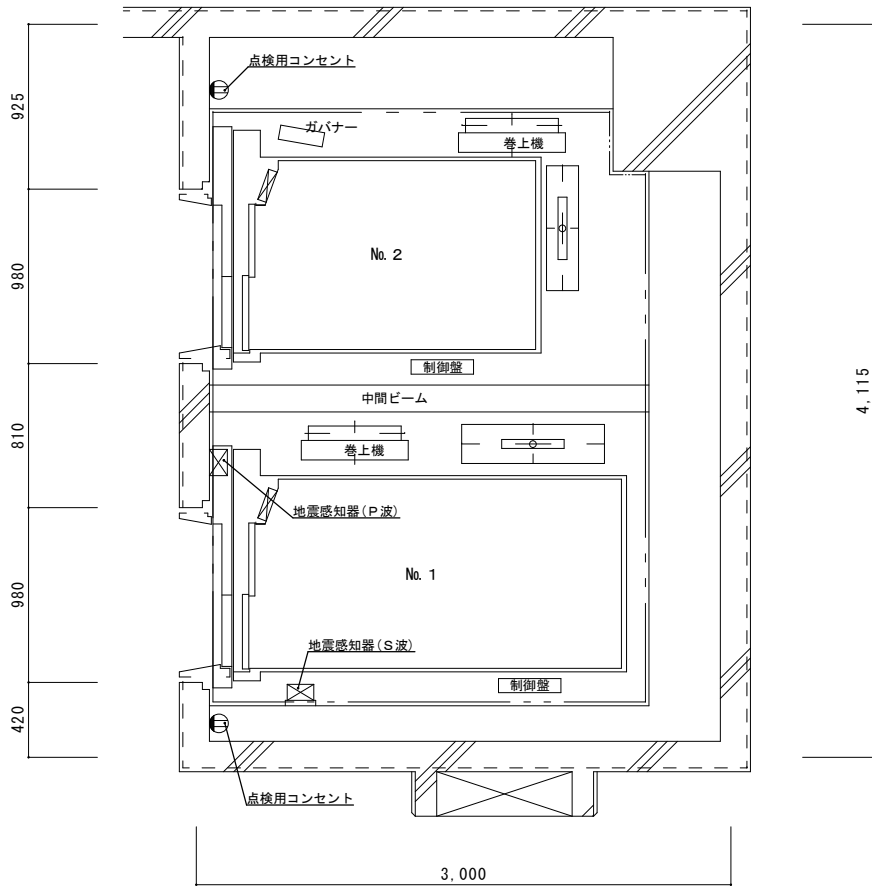 点検用コンセント
925
ガバナー
巻上機
№. 2
980
制御盤
4,115
中間ビーム
810
巻上機
地震感知器(P波)
№. 1
980
地震感知器(S波)
制御盤
420
点検用コンセント
3,000